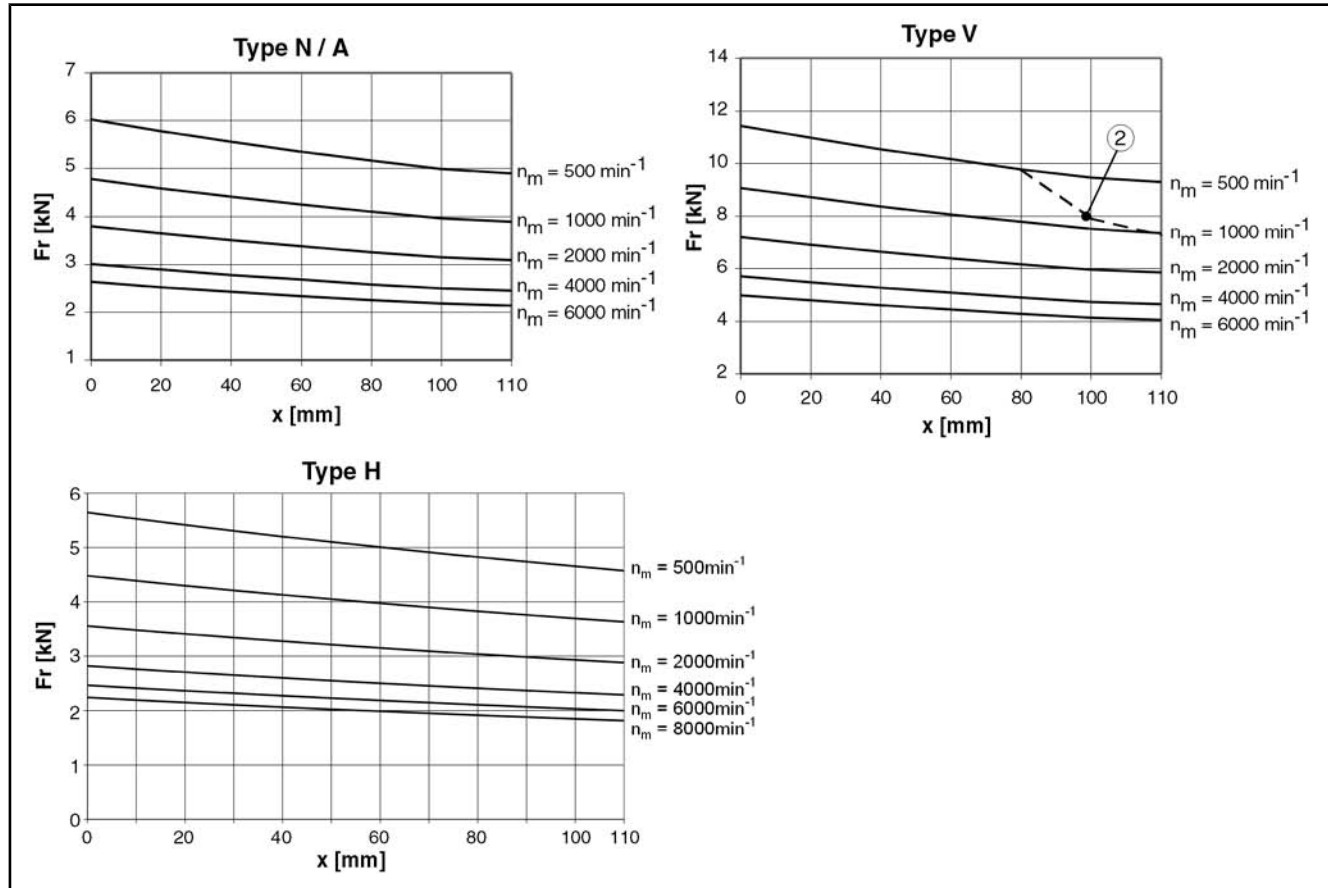 Type N / A
7
6
5
4
3
2
1
Fr [kN]
0 20 40 60 80 100 110
x [mm]
n_m = 500 min⁻¹
n_m = 1000 min⁻¹
n_m = 2000 min⁻¹
n_m = 4000 min⁻¹
n_m = 6000 min⁻¹
Type V
14
12
10
8
6
4
2
Fr [kN]
0 20 40 60 80 100 110
x [mm]
2
n_m = 500 min⁻¹
n_m = 1000 min⁻¹
n_m = 2000 min⁻¹
n_m = 4000 min⁻¹
n_m = 6000 min⁻¹
Type H
6
5
4
3
2
1
0
Fr [kN]
0 20 40 60 80 100 110
x [mm]
n_m = 500min⁻¹
n_m = 1000min⁻¹
n_m = 2000min⁻¹
n_m = 4000min⁻¹
n_m = 6000min⁻¹
n_m = 8000min⁻¹